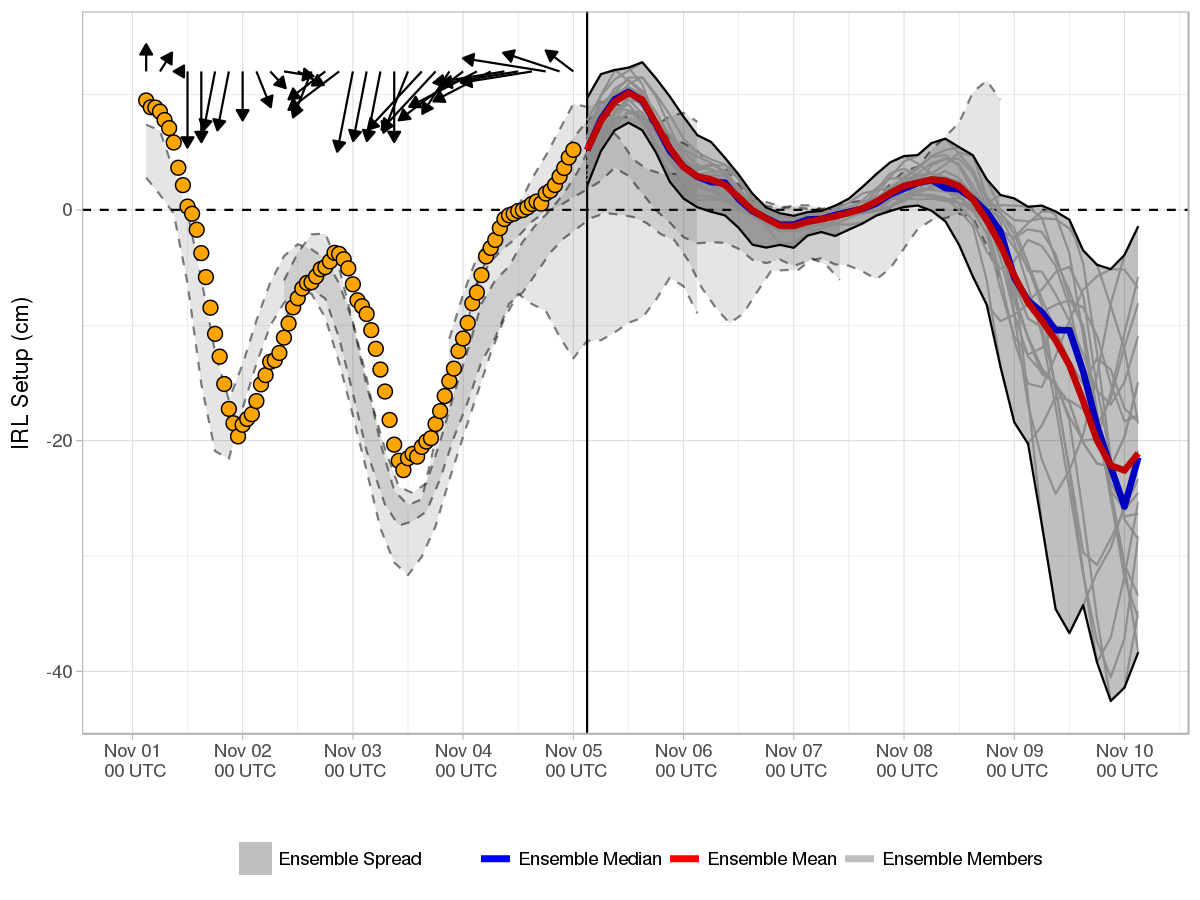 IRL Setup (cm)
0
-20
-40
Nov 01 Nov 02 Nov 03 Nov 04 Nov 05 Nov 06 Nov 07 Nov 08 Nov 09 Nov 10
00 UTC 00 UTC 00 UTC 00 UTC 00 UTC 00 UTC 00 UTC 00 UTC 00 UTC 00 UTC
Ensemble Spread Ensemble Median Ensemble Mean Ensemble Members